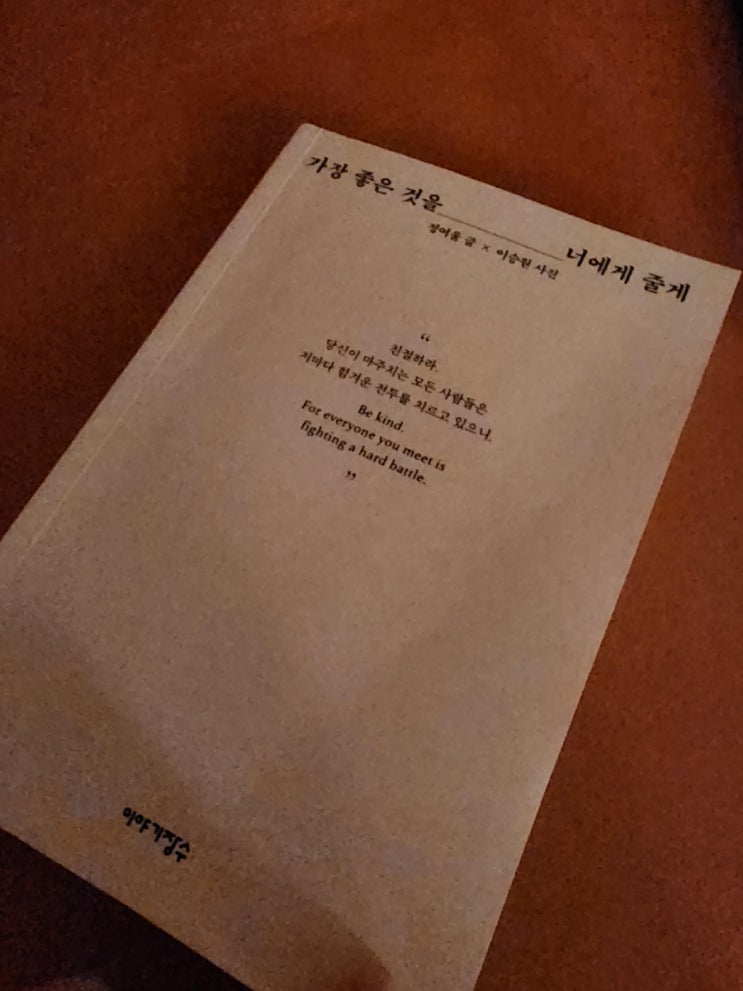 가장 좋은 것을 너에게 줄게
정여울 글 × 이승원 사진
“
친절하라.
당신이 마주치는 모든 사람들은
저마다 힘겨운 전투를 치르고 있으니.
Be kind.
For everyone you meet is
fighting a hard battle.
”
이야기장수